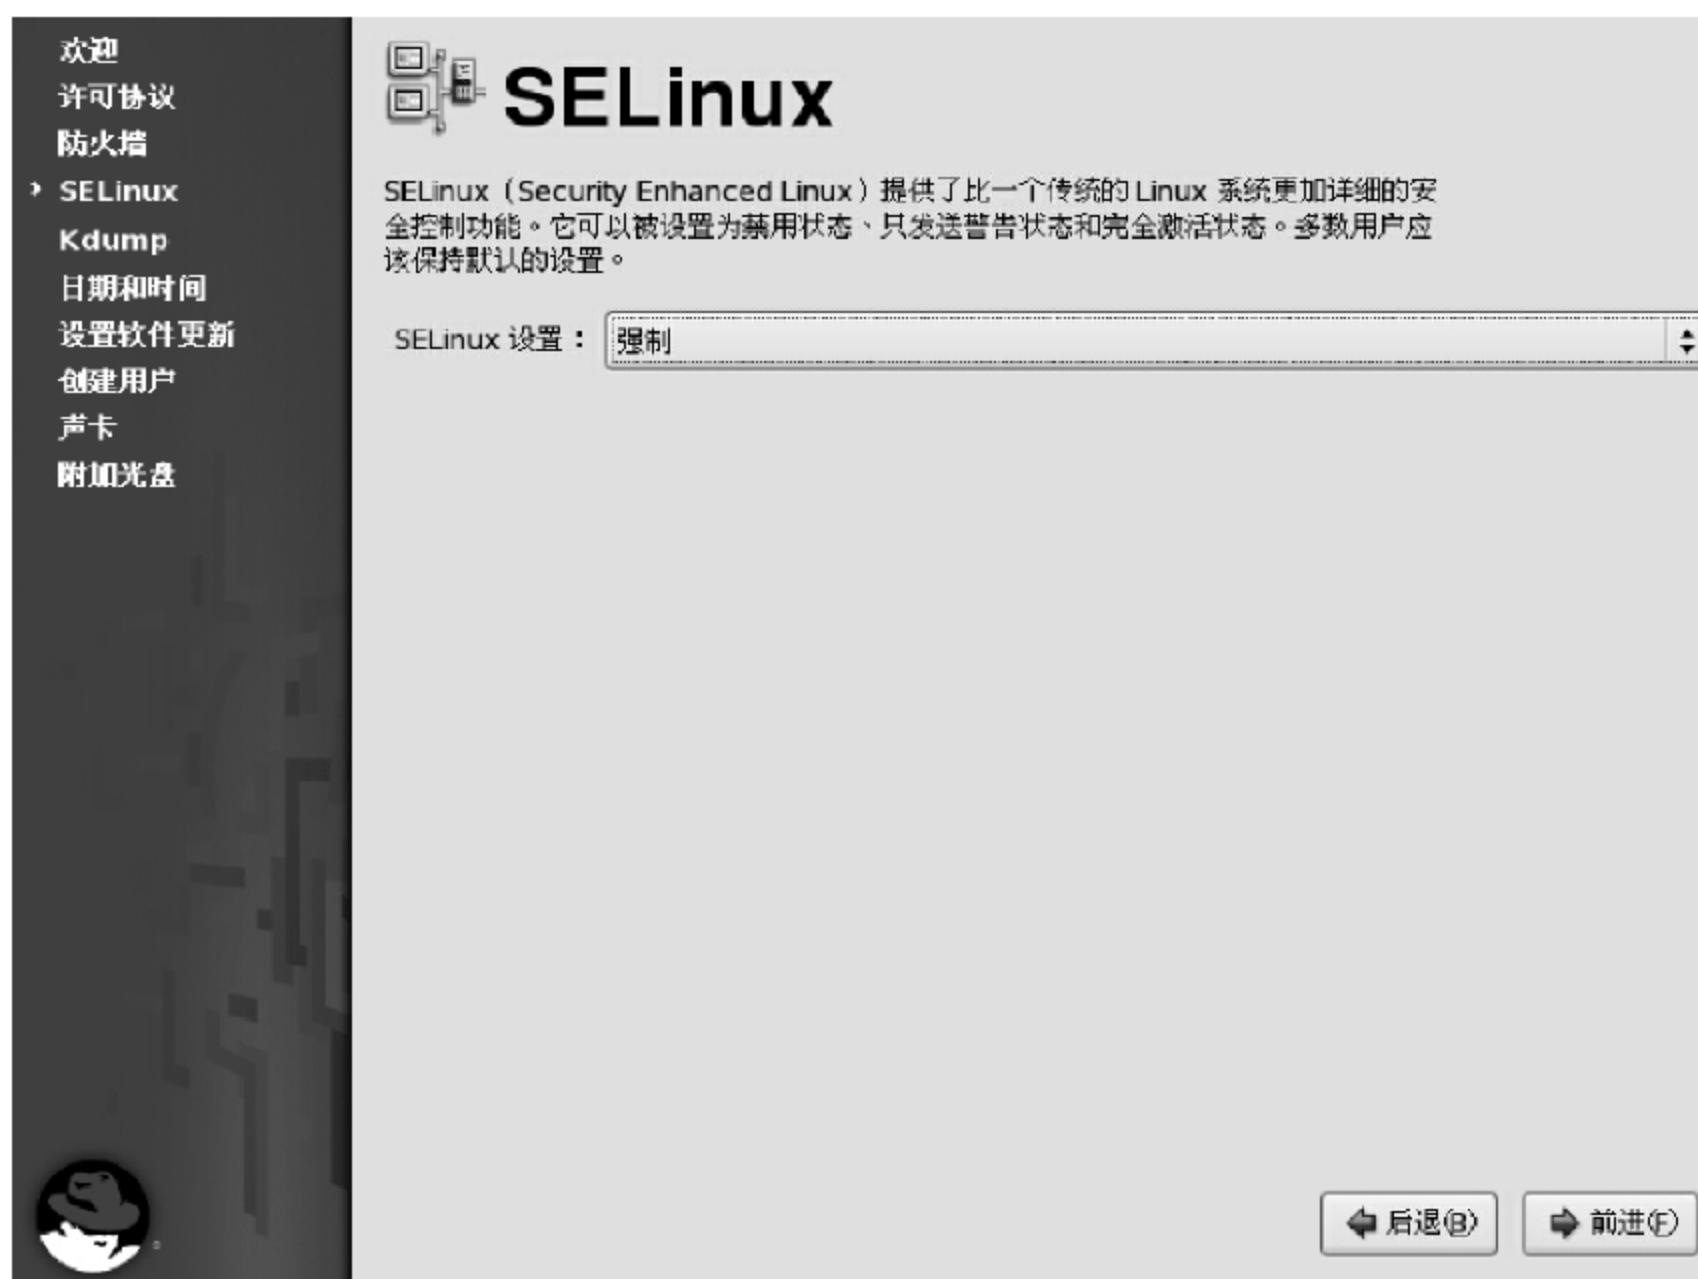 欢迎
许可协议
防火墙
SELinux
Kdump
日期和时间
设置软件更新
创建用户
声卡
附加光盘
SELinux
SELinux（Security Enhanced Linux）提供了比一个传统的 Linux 系统更加详细的安
全控制功能。它可以被设置为禁用状态、只发送警告状态和完全激活状态。多数用户应
该保持默认的设置。
SELinux 设置： 强制
后退(B) 前进(F)